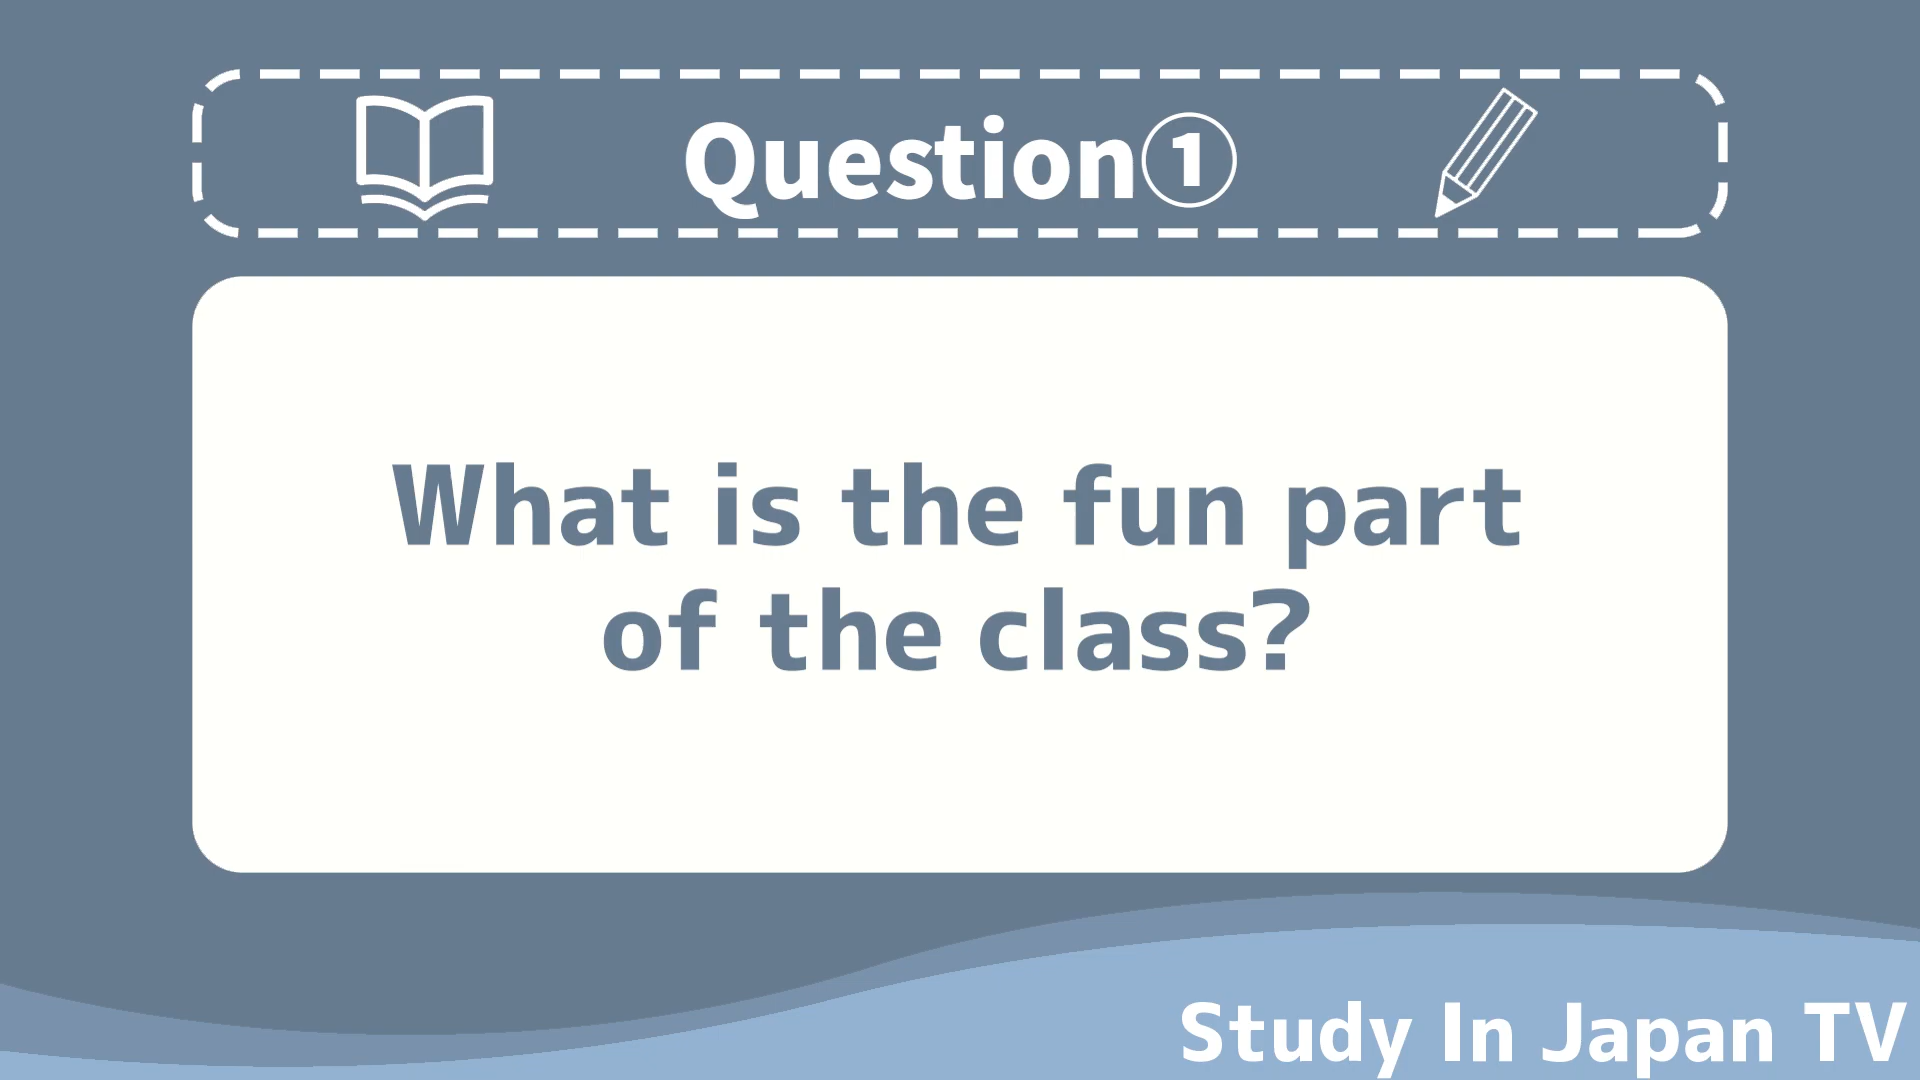 Question①
What is the fun part
of the class?
Study In Japan TV